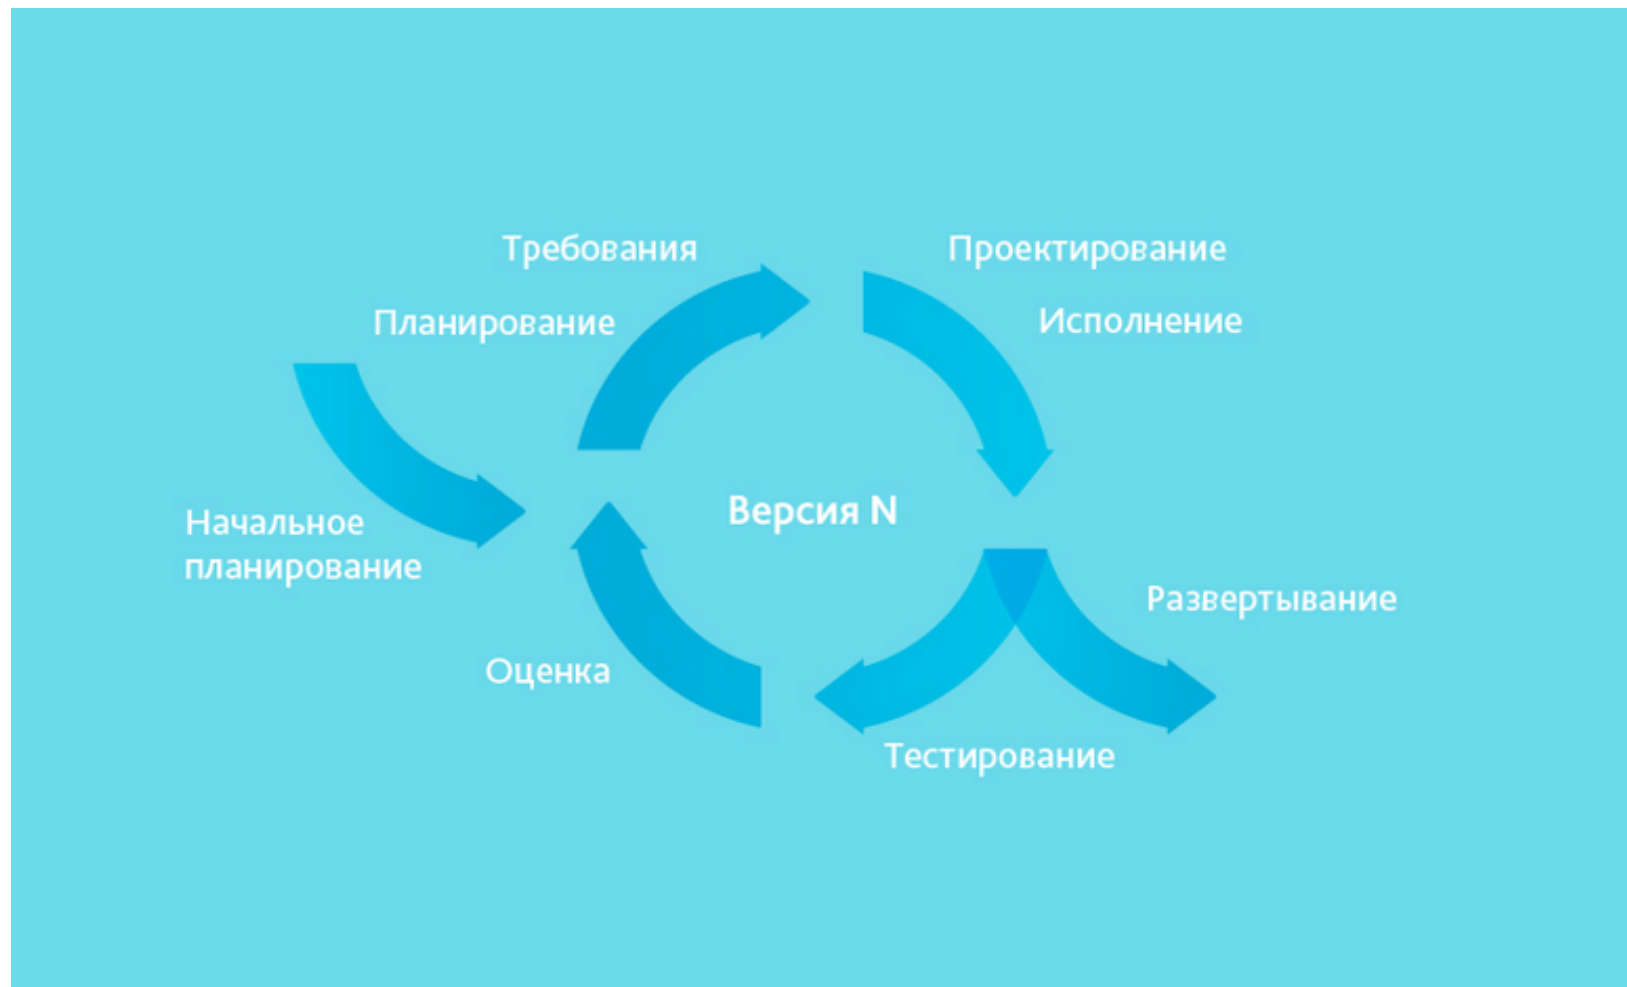 Требования
Проектирование
Планирование
Исполнение
Версия N
Начальное
планирование
Развертывание
Оценка
Тестирование